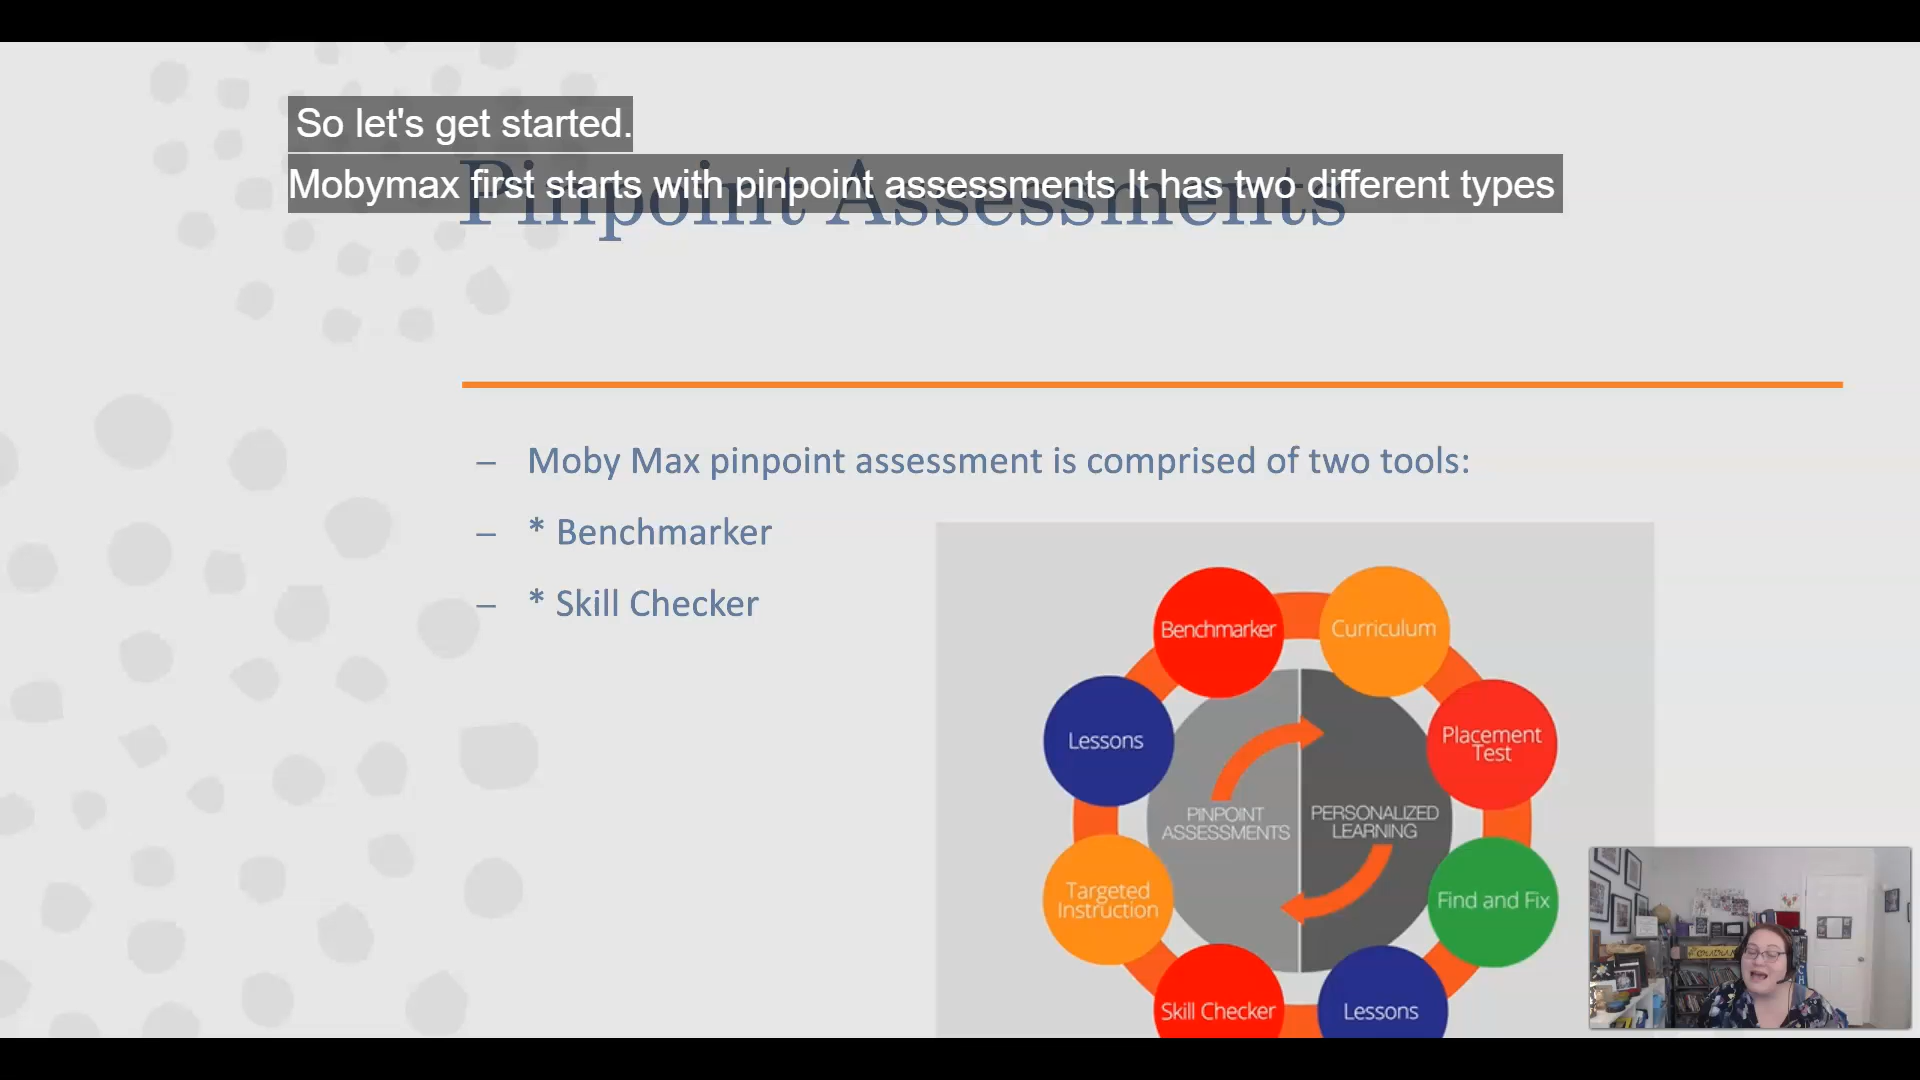 So let's get started.
Mobymax first starts with pinpoint assessments It has two different types
Pinpoint Assessments
– Moby Max pinpoint assessment is comprised of two tools:
– * Benchmarker
– * Skill Checker
Benchmarker
Curriculum
Lessons
Placement
Test
PINPOINT
ASSESSMENTS
PERSONALIZED
LEARNING
Targeted
Instruction
Find and Fix
Skill Checker
Lessons